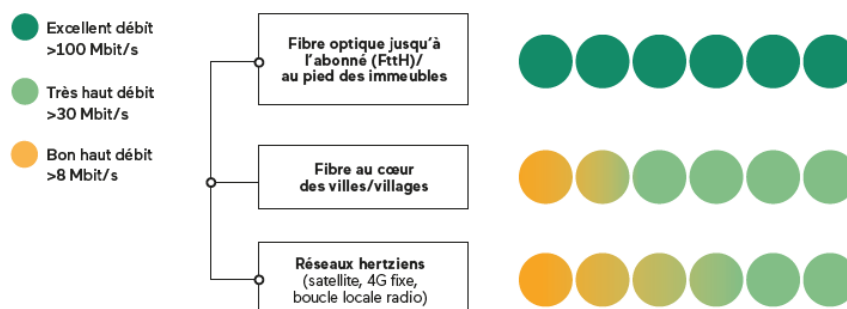 Excellent débit
>100 Mbit/s
Très haut débit
>30 Mbit/s
Bon haut débit
>8 Mbit/s
Fibre optique jusqu'à
l'abonné (FttH)/
au pied des immeubles
Fibre au cœur
des villes/villages
Réseaux hertziens
(satellite, 4G fixe,
boucle locale radio)